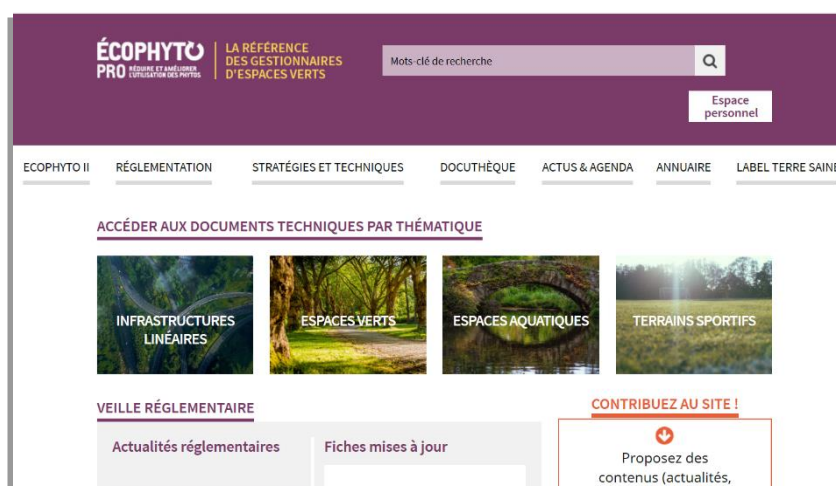 ÉCOPHYTO
PRO RÉDUIRE ET AMÉLIORER
L'UTILISATION DES PHYTOS
LA RÉFÉRENCE
DES GESTIONNAIRES
D'ESPACES VERTS
Mots-clé de recherche
Espace
personnel
ECOPHYTO II RÉGLEMENTATION STRATÉGIES ET TECHNIQUES DOCUTHÈQUE ACTUS & AGENDA ANNUAIRE LABEL TERRE SAINE
ACCÉDER AUX DOCUMENTS TECHNIQUES PAR THÉMATIQUE
INFRASTRUCTURES
LINÉAIRES
ESPACES VERTS
ESPACES AQUATIQUES
TERRAINS SPORTIFS
VEILLE RÉGLEMENTAIRE
Actualités réglementaires
Fiches mises à jour
CONTRIBUEZ AU SITE !
Proposez des
contenus (actualités,